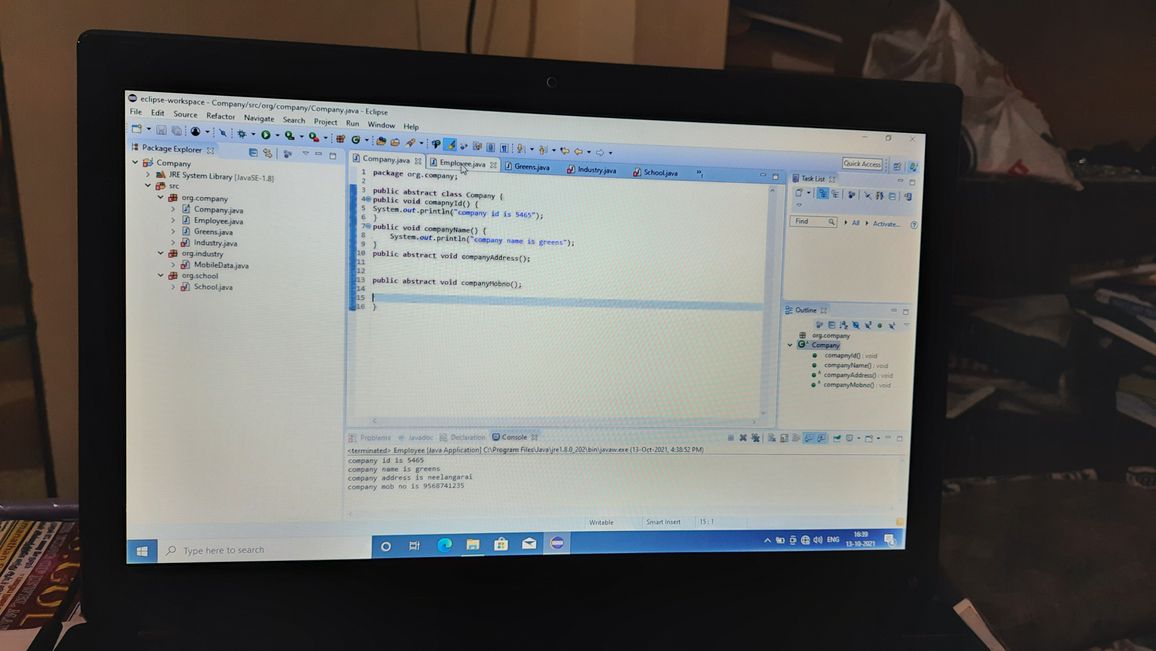 eclipse-workspace - Company/src/org/company/Company.java - Eclipse
File Edit Source Refactor Navigate Search Project Run Window Help
Quick Access
Package Explorer
Company
JRE System Library [JavaSE-1.8]
src
org.company
Company.java
Employee.java
Greens.java
Industry.java
org.industry
MobileData.java
org.school
School.java
Company.java Employee.java Greens.java Industry.java School.java
1 package org.company;
2
3 public abstract class Company {
4 public void comapnyId() {
5 System.out.println("company id is 5465");
6 }
7 public void companyName() {
8 System.out.println("company name is greens");
9 }
10 public abstract void companyAddress();
11
12
13 public abstract void companyMobno();
14
15
16 }
Task List
Find All Activate...
Outline
org.company
Company
comapnyId() : void
companyName() : void
companyAddress() : void
companyMobno() : void
Problems Javadoc Declaration Console
<terminated> Employee [Java Application] C:\Program Files\Java\jre1.8.0_202\bin\javaw.exe (13-Oct-2021, 4:38:52 PM)
company id is 5465
company name is greens
company address is neelangarai
company mob no is 9568741235
Writable Smart Insert 15 : 1
Type here to search
ENG
16:39
13-10-2021